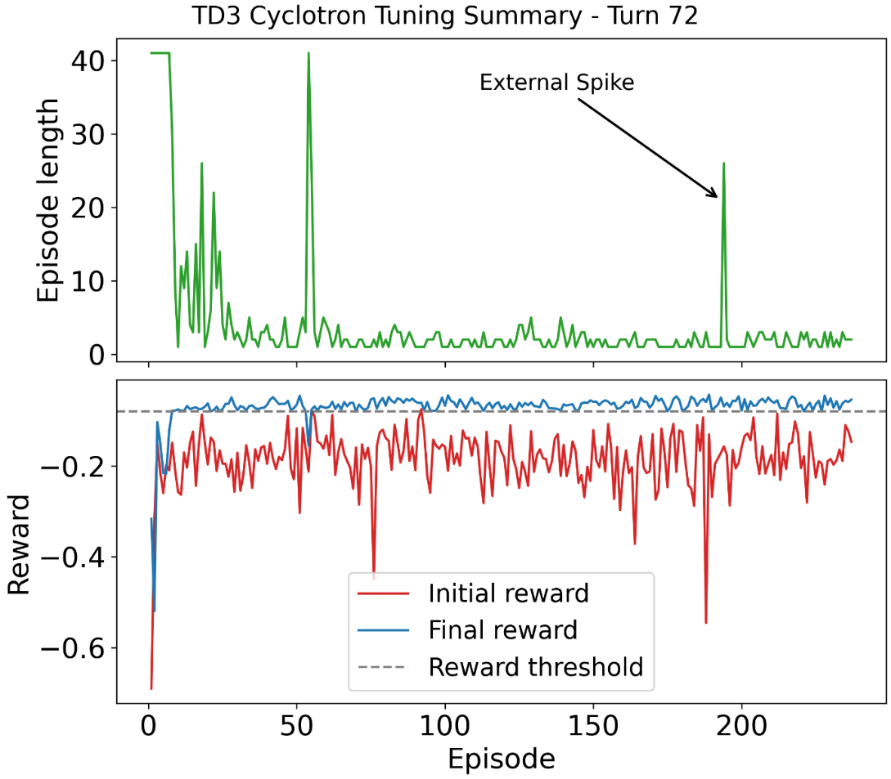 TD3 Cyclotron Tuning Summary - Turn 72
Episode length
40
30
20
10
0
External Spike
Reward
−0.2
−0.4
−0.6
Initial reward
Final reward
Reward threshold
0
50
100
150
200
Episode